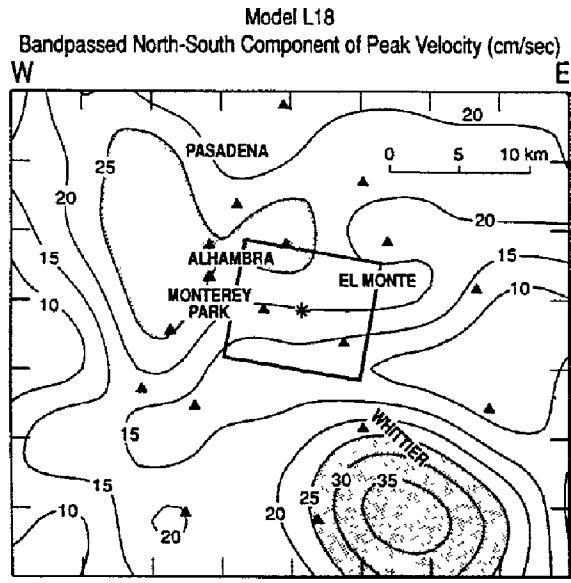 Model L18
Bandpassed North-South Component of Peak Velocity (cm/sec)
W E
20
PASADENA
25
0 5 10 km
20
20
15
15
ALHAMBRA
EL MONTE
10
MONTEREY
PARK
10
15
WHITTIER
15
30 35
25
20
10
20